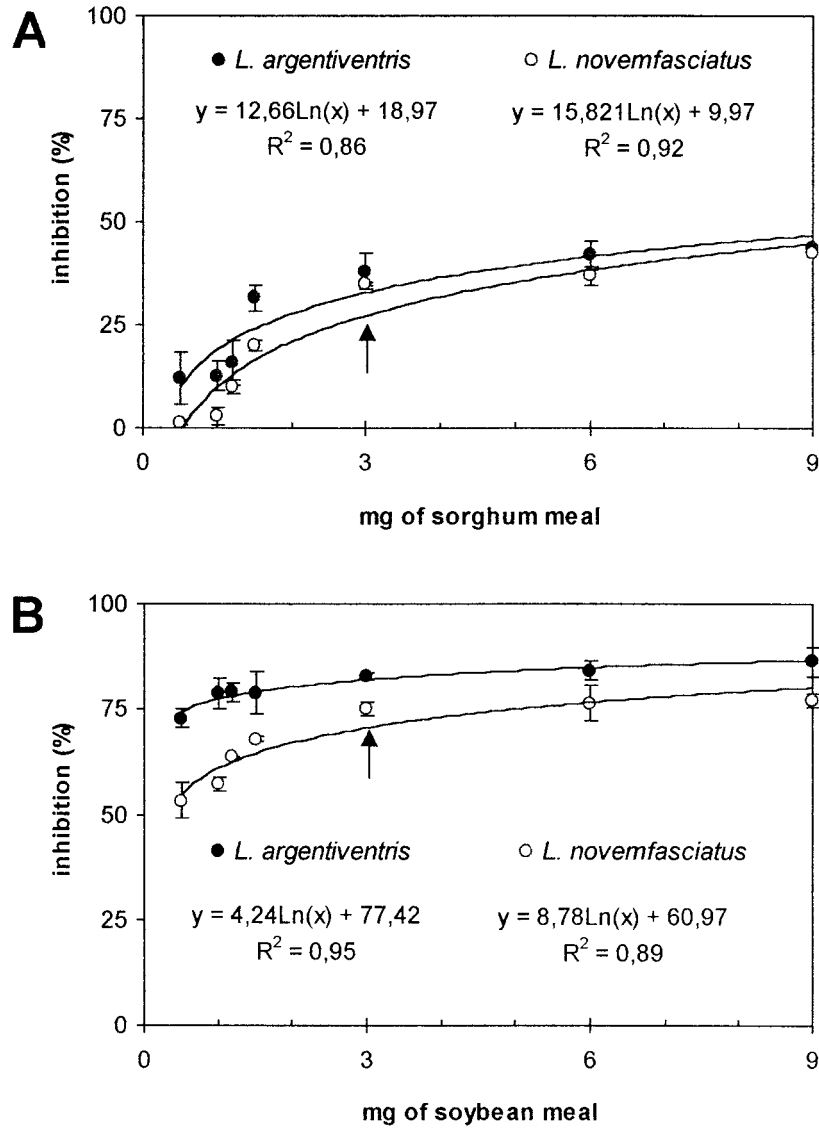 A
100
75
50
25
0
inhibition (%)
● L. argentiventris
○ L. novemfasciatus
y = 12,66Ln(x) + 18,97
R² = 0,86
y = 15,821Ln(x) + 9,97
R² = 0,92
0 3 6 9
mg of sorghum meal
B
100
75
50
25
0
inhibition (%)
● L. argentiventris
○ L. novemfasciatus
y = 4,24Ln(x) + 77,42
R² = 0,95
y = 8,78Ln(x) + 60,97
R² = 0,89
0 3 6 9
mg of soybean meal